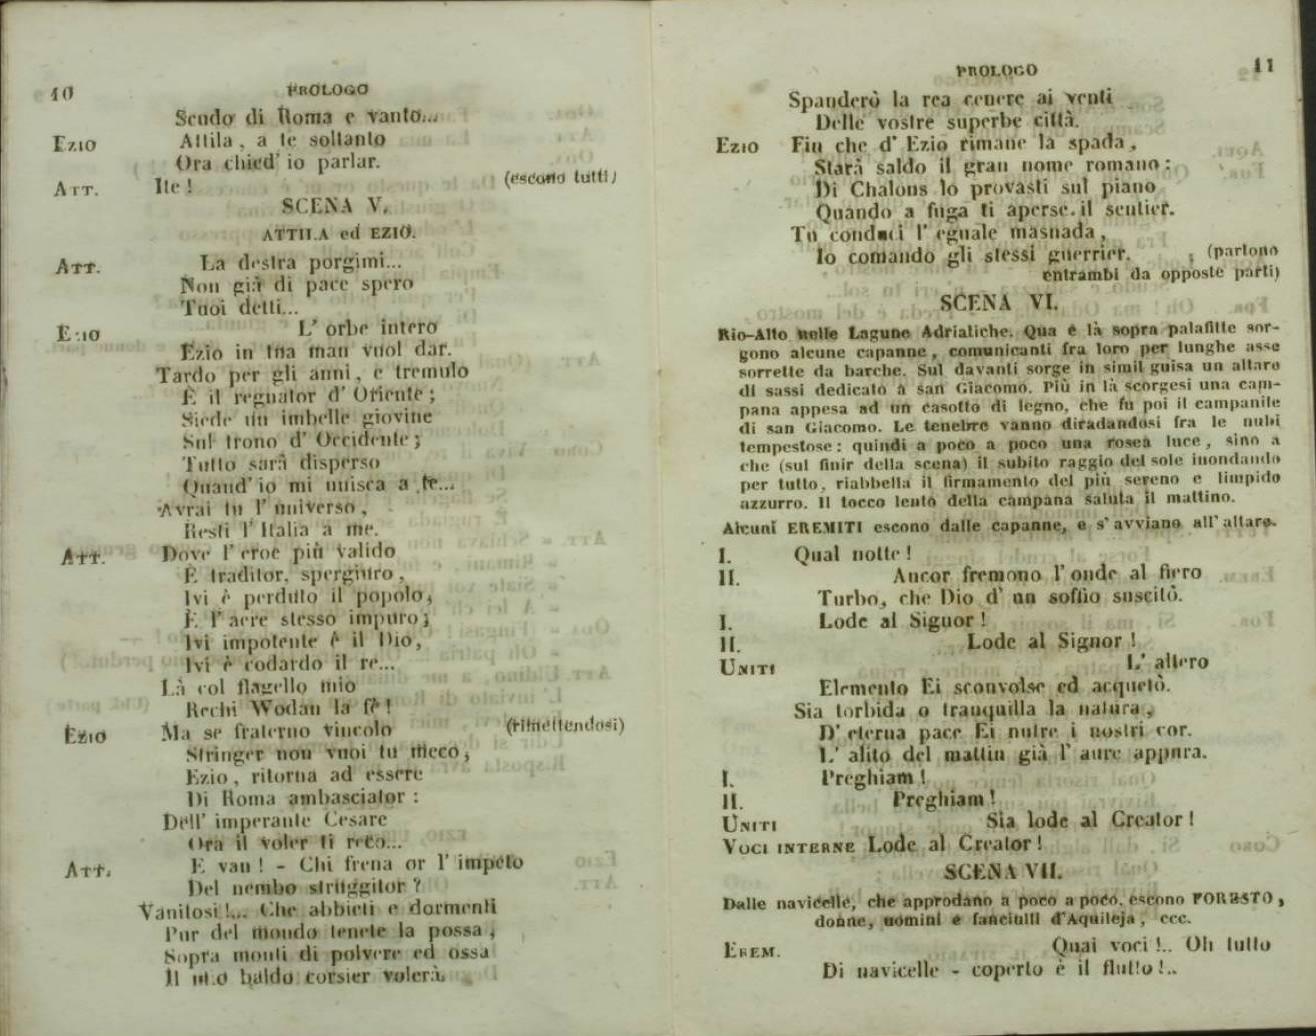 10 PROLOGO
Scudo di Roma e vanto...
EZIO Attila, a te soltanto
Ora chied' io parlar.
ATT. Ite! (escono tutti)
SCENA V.
ATTILA ed EZIO.
ATT. La destra porgimi...
Non già di pace spero
Tuoi detti...
EZIO L' orbe intero
Ezio in tua man vuol dar.
Tardo per gli anni, e tremulo
È il regnator d' Oriente;
Siede un imbelle giovine
Sul trono d' Occidente;
Tutto sarà disperso
Quand' io mi unisca a te...
Avrai tu l' universo,
Resti l' Italia a me.
ATT. Dove l' eroe più valido
È traditor, spergiuro,
Ivi è perduto il popolo,
È l' aere stesso impuro;
Ivi impotente è il Dio,
Ivi è codardo il re...
Là col flagello mio
Rechi Wodan la fè!
EZIO Ma se fraterno vincolo (rimettendosi)
Stringer non vuoi tu meco,
Ezio, ritorna ad essere
Di Roma ambasciator:
Dell' imperante Cesare
Ora il voler ti reco...
ATT. E van! - Chi frena or l' impeto
Del nembo struggitor?
Vanitosi!... Che abbieti e dormenti
Pur del mondo tenete la possa,
Sopra monti di polvere ed ossa
Il mio baldo corsier volerà.
PROLOGO 11
Spanderò la rea cenere ai venti
Delle vostre superbe città.
EZIO Fin che d' Ezio rimane la spada,
Starà saldo il gran nome romano:
Di Chalons lo provasti sul piano
Quando a fuga ti aperse il sentier.
Tu conduci l' eguale masnada,
Io comando gli stessi guerrier. (partono
entrambi da opposte parti)
SCENA VI.
Rio-Alto nelle Lagune Adriatiche. Qua è là sopra palafitte sor-
gono alcune capanne, comunicanti fra loro per lunghe asse
sorrette da barche. Sul davanti sorge in simil guisa un altare
di sassi dedicato a san Giacomo. Più in là scorgesi una cam-
pana appesa ad un casotto di legno, che fu poi il campanile
di san Giacomo. Le tenebre vanno diradandosi fra le nubi
tempestose: quindi a poco a poco una rosea luce, sino a
che (sul finir della scena) il subito raggio del sole inondando
per tutto, riabbella il firmamento del più sereno e limpido
azzurro. Il tocco lento della campana saluta il mattino.
Alcuni EREMITI escono dalle capanne, e s' avviano all' altare.
I. Qual notte!
II. Ancor fremono l' onde al fiero
Turbo, che Dio d' un soffio suscitò.
I. Lode al Signor!
II. Lode al Signor!
UNITI L' altero
Elemento Ei sconvolse ed acquetò.
Sia torbida o tranquilla la natura,
D' eterna pace Ei nutre i nostri cor.
L' alito del mattin già l' aure appura.
I. Preghiam!
II. Preghiam!
UNITI Sia lode al Creator!
VOCI INTERNE Lode al Creator!
SCENA VII.
Dalle navicelle, che approdano a poco a poco, escono FORESTO,
donne, uomini e fanciulli d'Aquileja, ecc.
EREM. Quai voci!.. Oh tutto
Di navicelle - coperto è il flutto!..